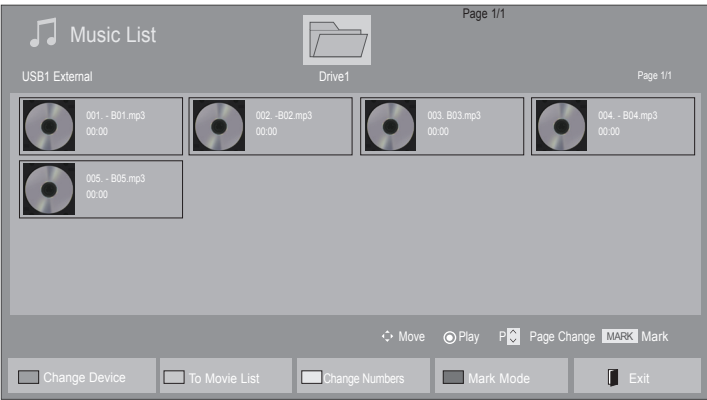 Page 1/1
Music List
USB1 External
Drive1
Page 1/1
001. - B01.mp3
00:00
002. -B02.mp3
00:00
003. B03.mp3
00:00
004. - B04.mp3
00:00
005. - B05.mp3
00:00
Move
Play
P
Page Change
MARK
Mark
Change Device
To Movie List
Change Numbers
Mark Mode
Exit